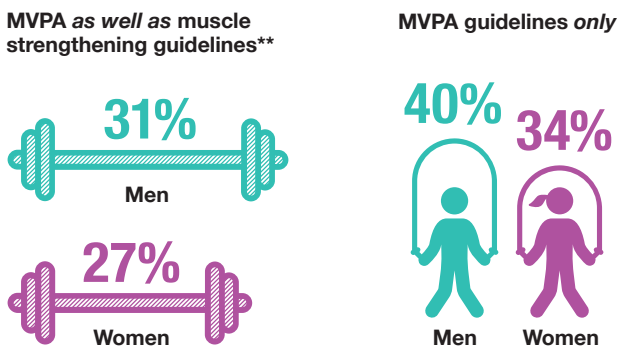 MVPA as well as muscle
strengthening guidelines**
31%
Men
27%
Women
MVPA guidelines only
40%
34%
Men
Women